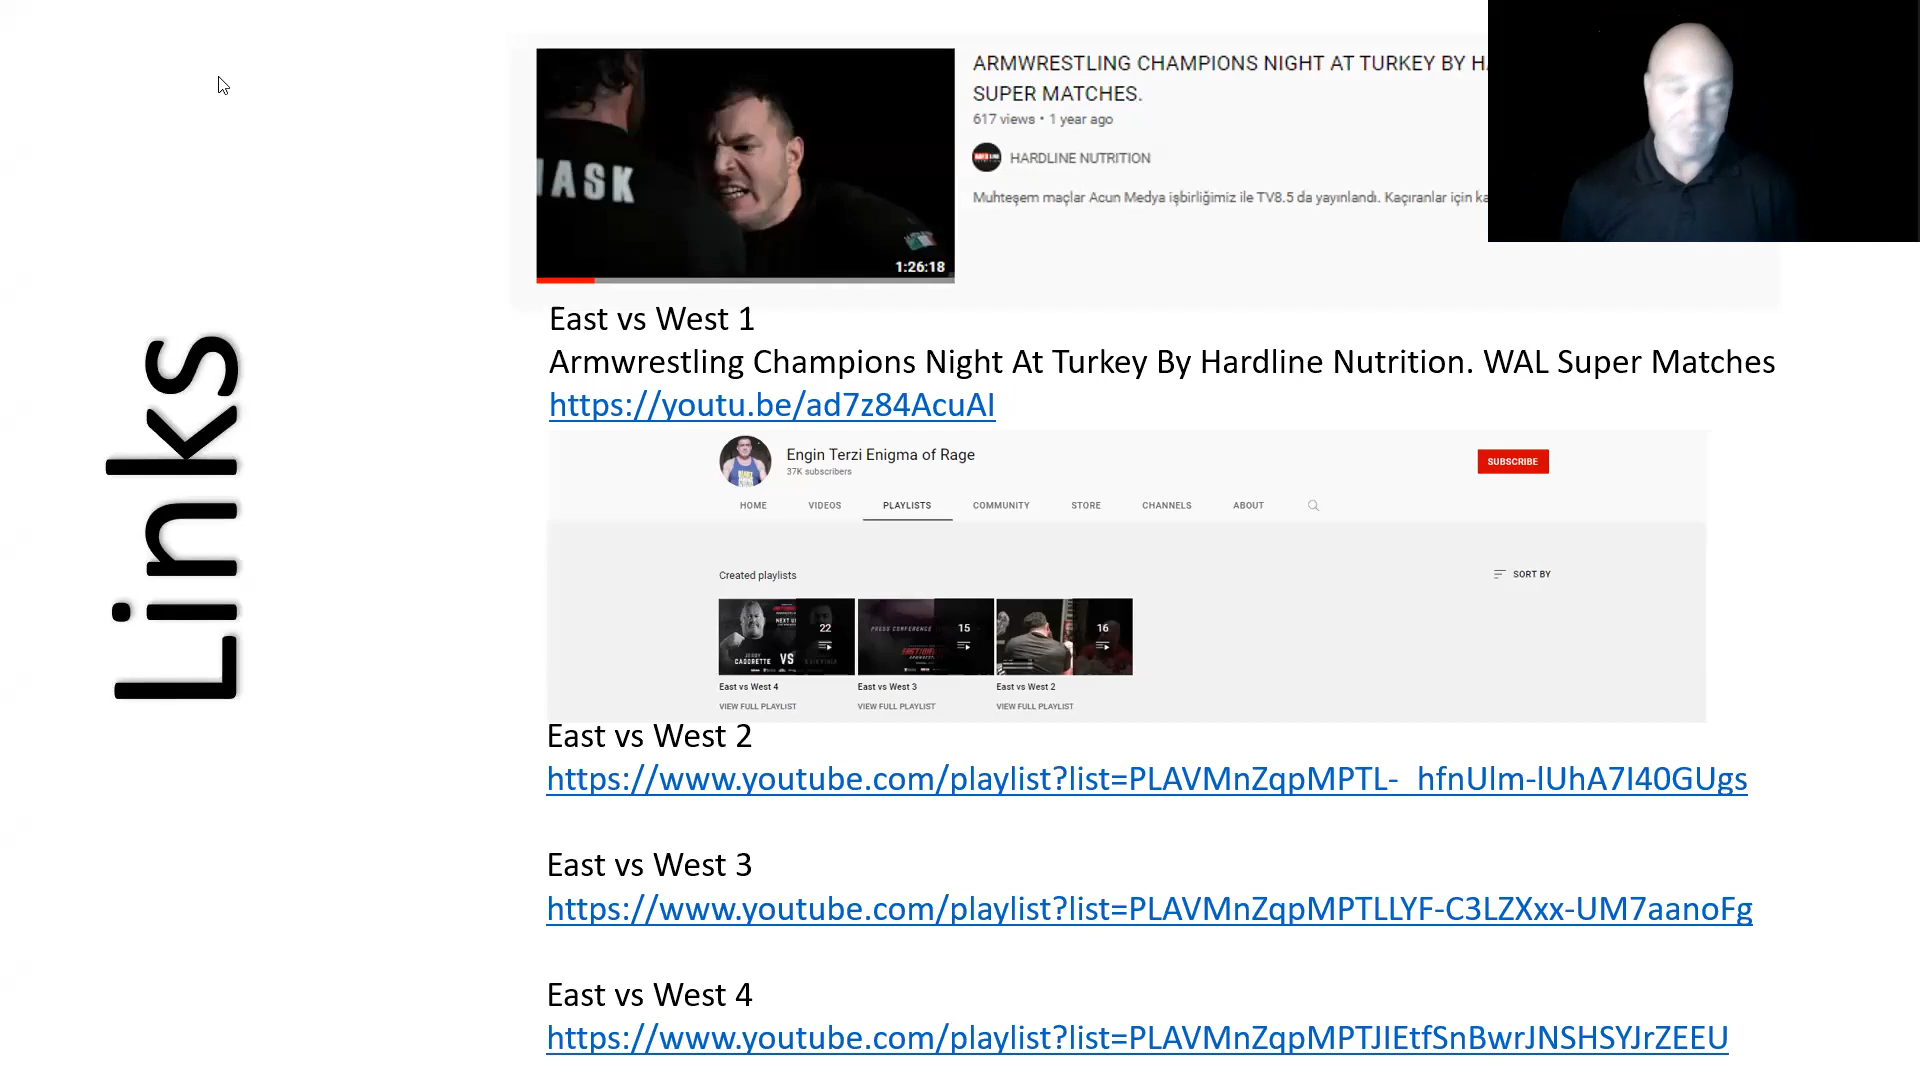 Links
MASK
1:26:18
ARMWRESTLING CHAMPIONS NIGHT AT TURKEY BY
SUPER MATCHES.
617 views • 1 year ago
HARDLINE NUTRITION
Muhteşem maçlar Acun Medya işbirliğimiz ile TV8.5 da yayınlandı. Kaçıranlar için
East vs West 1
Armwrestling Champions Night At Turkey By Hardline Nutrition. WAL Super Matches
https://youtu.be/ad7z84AcuAI
Engin Terzi Enigma of Rage
37K subscribers
SUBSCRIBE
HOME VIDEOS PLAYLISTS COMMUNITY STORE CHANNELS ABOUT
Created playlists
SORT BY
CADORETTE VS
22
PRESS CONFERENCE
15
16
East vs West 4 East vs West 3 East vs West 2
VIEW FULL PLAYLIST VIEW FULL PLAYLIST VIEW FULL PLAYLIST
East vs West 2
https://www.youtube.com/playlist?list=PLAVMnZqpMPTL-_hfnUlm-lUhA7I40GUgs
East vs West 3
https://www.youtube.com/playlist?list=PLAVMnZqpMPTLLYF-C3LZXxx-UM7aanoFg
East vs West 4
https://www.youtube.com/playlist?list=PLAVMnZqpMPTJIEtfSnBwrJNSHSYJrZEEU